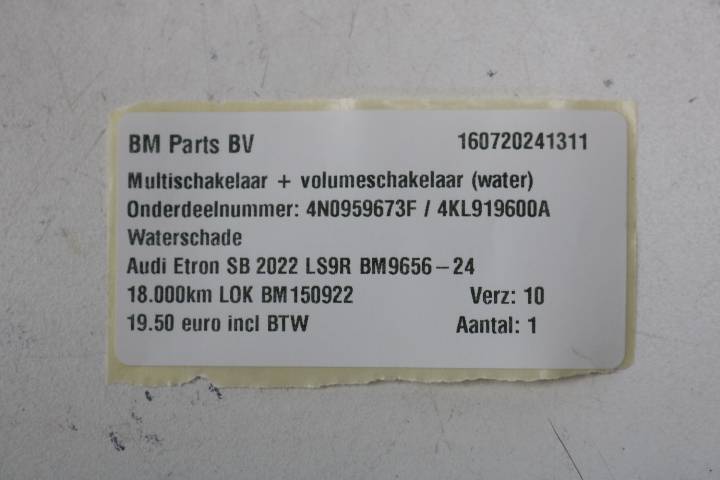 BM Parts BV 160720241311
Multischakelaar + volumeschakelaar (water)
Onderdeelnummer: 4N0959673F / 4KL919600A
Waterschade
Audi Etron SB 2022 LS9R BM9656-24
18.000km LOK BM150922 Verz: 10
19.50 euro incl BTW Aantal: 1